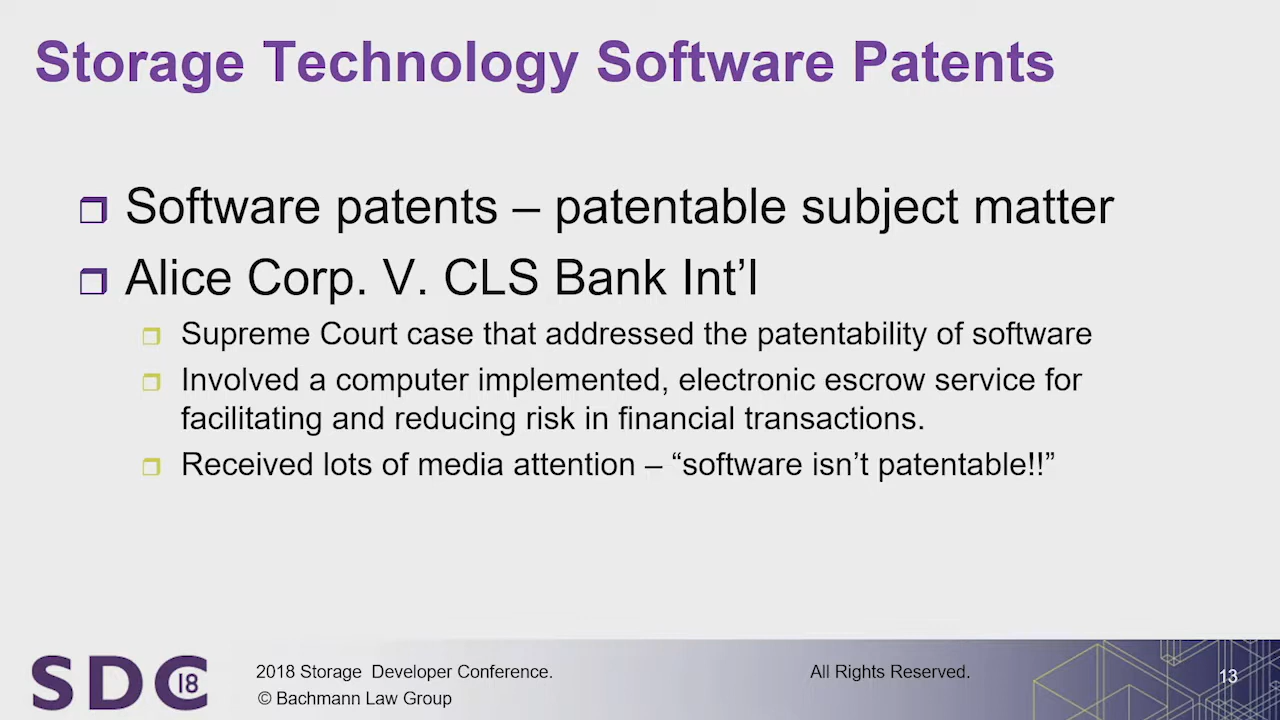 Storage Technology Software Patents
Software patents – patentable subject matter
Alice Corp. V. CLS Bank Int’l
Supreme Court case that addressed the patentability of software
Involved a computer implemented, electronic escrow service for
facilitating and reducing risk in financial transactions.
Received lots of media attention – “software isn’t patentable!!”
SDC 18
2018 Storage Developer Conference.
© Bachmann Law Group
All Rights Reserved.
13